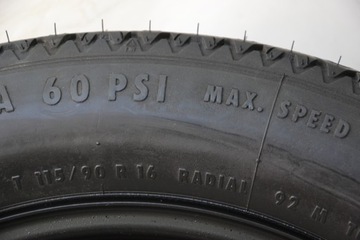 A 60 PSI MAX. SPEED
T 115/90 R 16 RADIAL 92 M